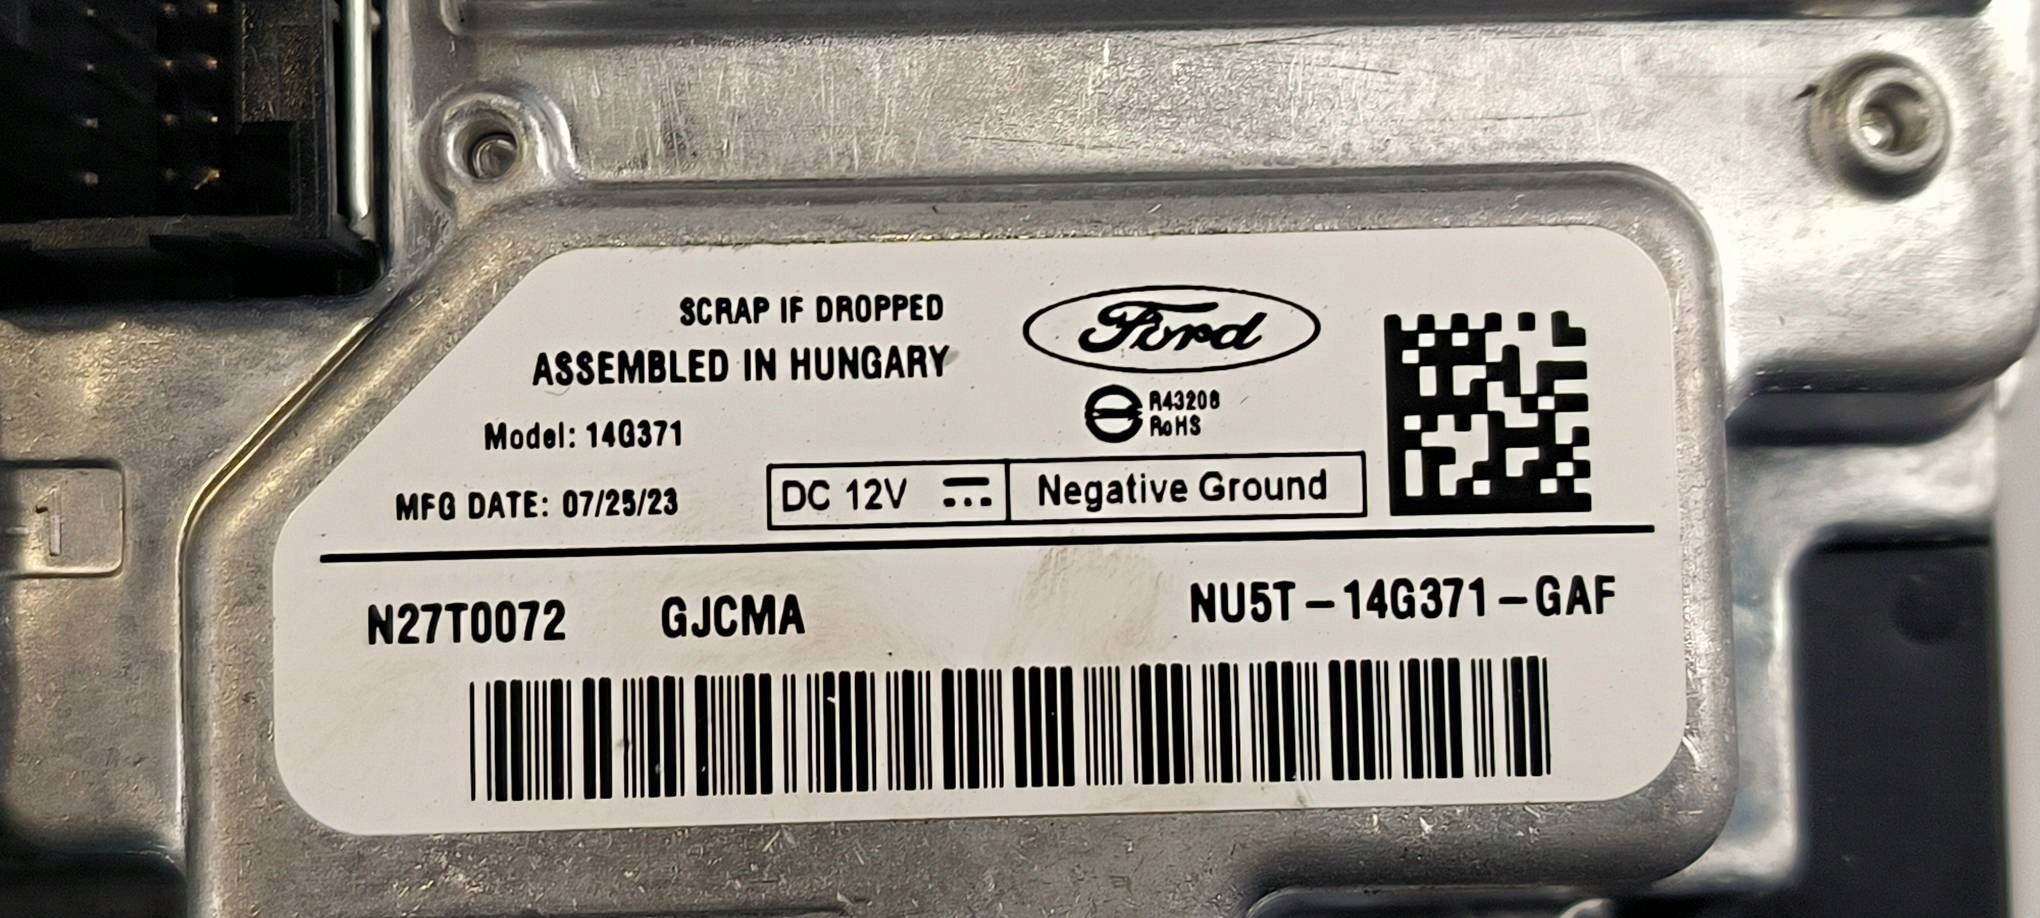 SCRAP IF DROPPED
ASSEMBLED IN HUNGARY
Ford
R43208
RoHS
Model: 14G371
MFG DATE: 07/25/23
DC 12V
Negative Ground
N27T0072 GJCMA NU5T-14G371-GAF
1